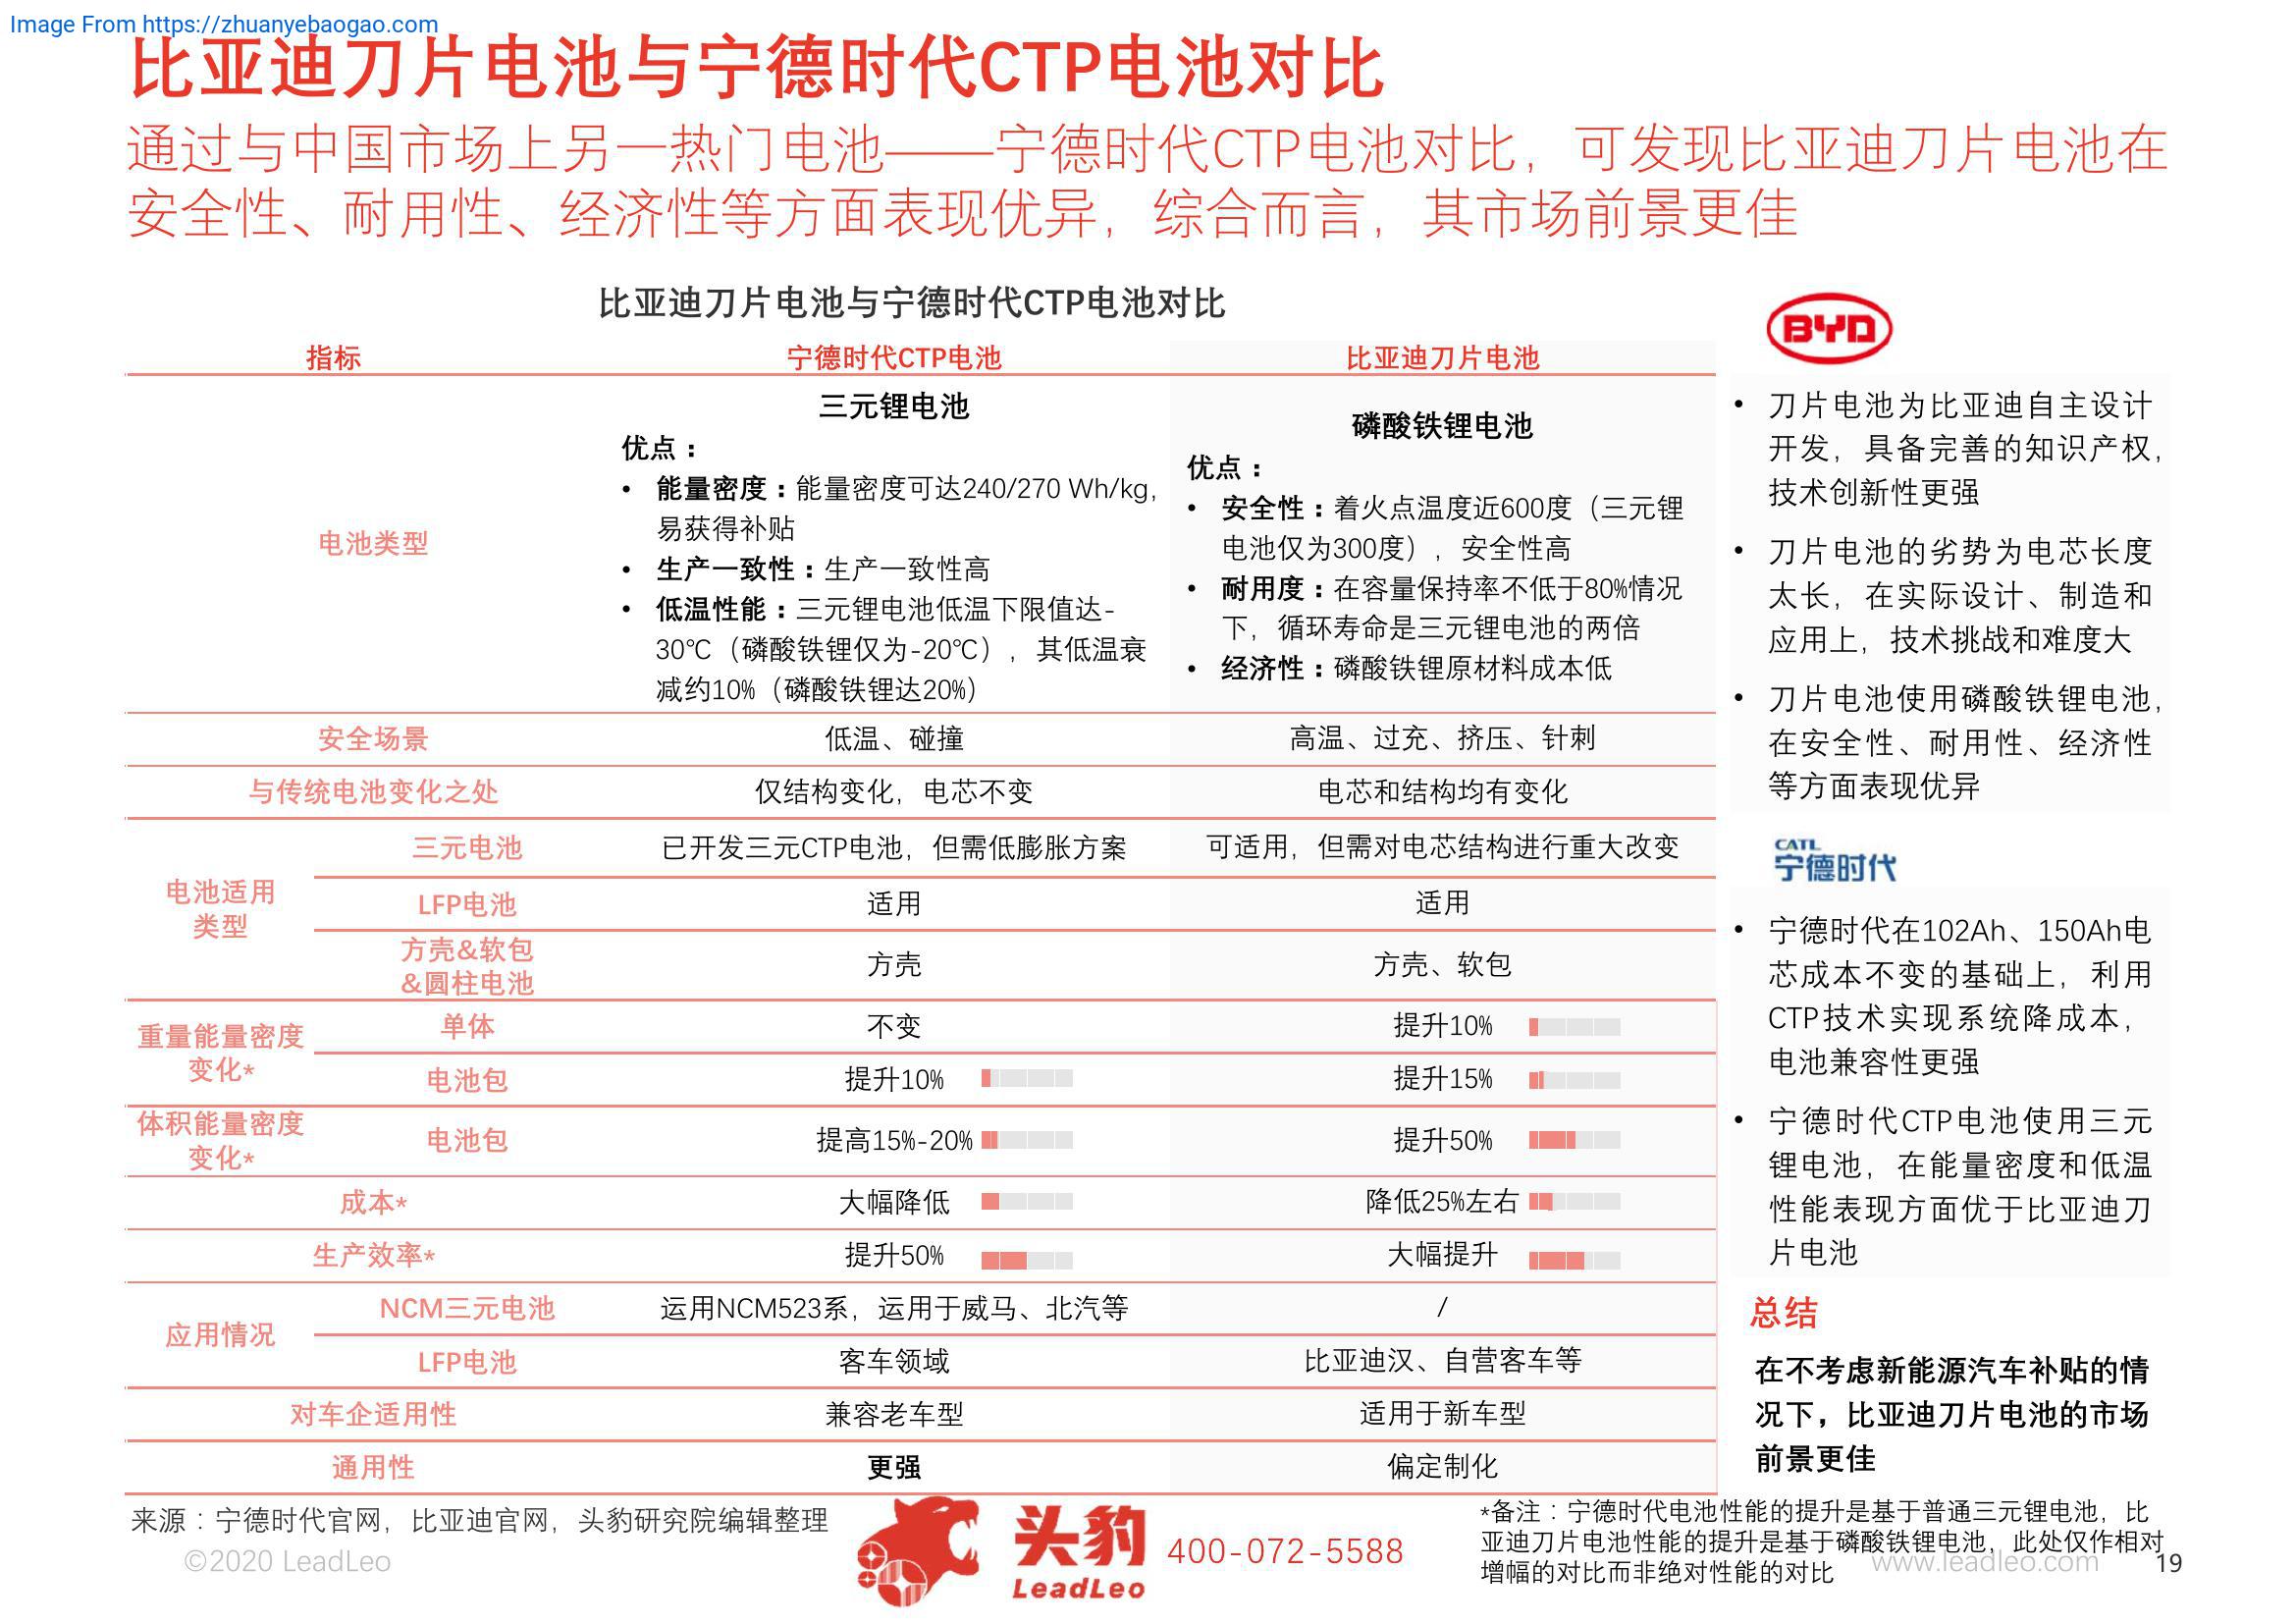 Image From https://zhuanyebaogao.com
比亚迪刀片电池与宁德时代CTP电池对比
通过与中国市场上另一热门电池——宁德时代CTP电池对比，可发现比亚迪刀片电池在
安全性、耐用性、经济性等方面表现优异，综合而言，其市场前景更佳
比亚迪刀片电池与宁德时代CTP电池对比
指标 宁德时代CTP电池 比亚迪刀片电池
电池类型
三元锂电池
优点：
• 能量密度：能量密度可达240/270 Wh/kg，
易获得补贴
• 生产一致性：生产一致性高
• 低温性能：三元锂电池低温下限值达-
30℃（磷酸铁锂仅为-20℃），其低温衰
减约10%（磷酸铁锂达20%）
磷酸铁锂电池
优点：
• 安全性：着火点温度近600度（三元锂
电池仅为300度），安全性高
• 耐用度：在容量保持率不低于80%情况
下，循环寿命是三元锂电池的两倍
• 经济性：磷酸铁锂原材料成本低
安全场景 低温、碰撞 高温、过充、挤压、针刺
与传统电池变化之处 仅结构变化，电芯不变 电芯和结构均有变化
电池适用
类型
三元电池 已开发三元CTP电池，但需低膨胀方案 可适用，但需对电芯结构进行重大改变
LFP电池 适用 适用
方壳&软包
&圆柱电池
方壳 方壳、软包
重量能量密度
变化*
单体 不变 提升10%
电池包 提升10% 提升15%
体积能量密度
变化*
电池包 提高15%-20% 提升50%
成本* 大幅降低 降低25%左右
生产效率* 提升50% 大幅提升
应用情况
NCM三元电池 运用NCM523系，运用于威马、北汽等 /
LFP电池 客车领域 比亚迪汉、自营客车等
对车企适用性 兼容老车型 适用于新车型
通用性 更强 偏定制化
BYD
• 刀片电池为比亚迪自主设计
开发，具备完善的知识产权，
技术创新性更强
• 刀片电池的劣势为电芯长度
太长，在实际设计、制造和
应用上，技术挑战和难度大
• 刀片电池使用磷酸铁锂电池，
在安全性、耐用性、经济性
等方面表现优异
CATL
宁德时代
• 宁德时代在102Ah、150Ah电
芯成本不变的基础上，利用
CTP技术实现系统降成本，
电池兼容性更强
• 宁德时代CTP电池使用三元
锂电池，在能量密度和低温
性能表现方面优于比亚迪刀
片电池
总结
在不考虑新能源汽车补贴的情
况下，比亚迪刀片电池的市场
前景更佳
来源：宁德时代官网，比亚迪官网，头豹研究院编辑整理
©2020 LeadLeo
头豹
LeadLeo
400-072-5588
*备注：宁德时代电池性能的提升是基于普通三元锂电池，比
亚迪刀片电池性能的提升是基于磷酸铁锂电池，此处仅作相对
增幅的对比而非绝对性能的对比
www.leadleo.com
19